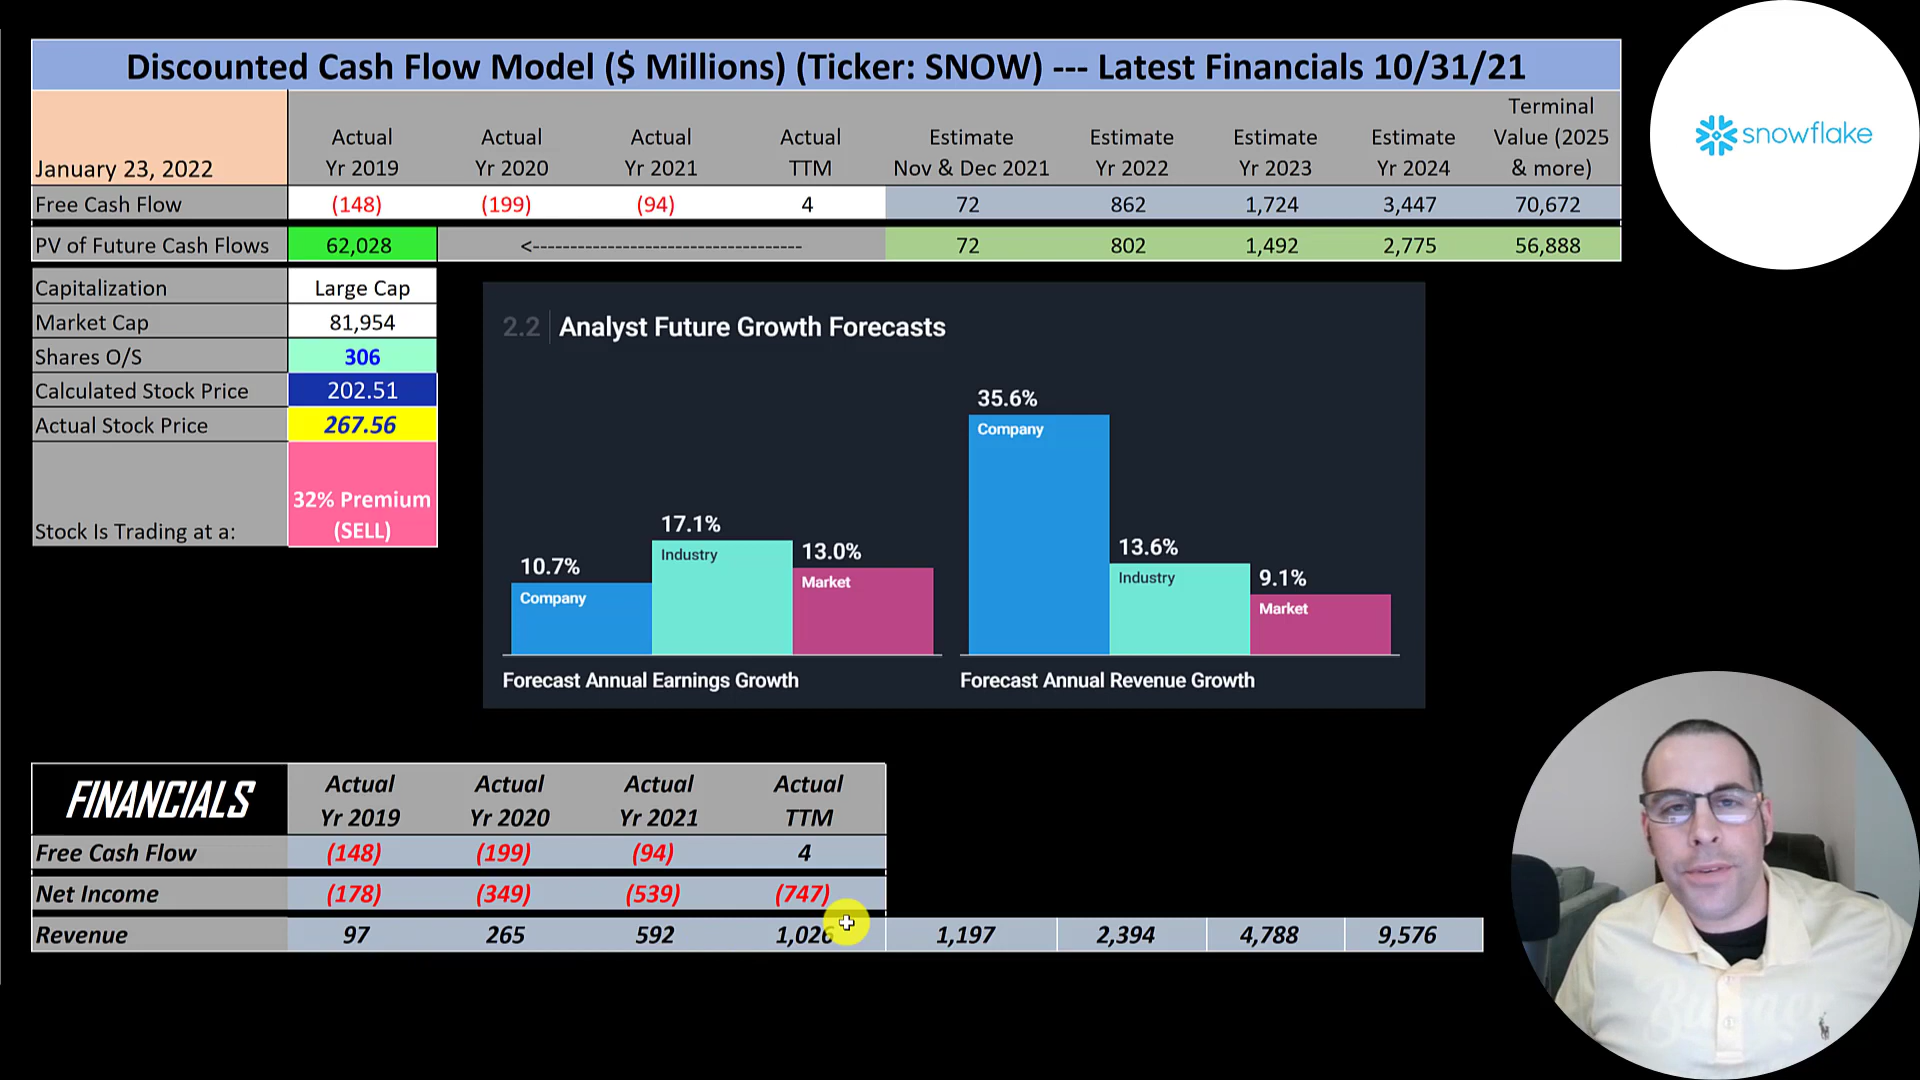 Discounted Cash Flow Model ($ Millions) (Ticker: SNOW) --- Latest Financials 10/31/21
snowflake
January 23, 2022
Actual Yr 2019
Actual Yr 2020
Actual Yr 2021
Actual TTM
Estimate Nov & Dec 2021
Estimate Yr 2022
Estimate Yr 2023
Estimate Yr 2024
Terminal Value (2025 & more)
Free Cash Flow (148) (199) (94) 4 72 862 1,724 3,447 70,672
PV of Future Cash Flows 62,028 <------------------------------------ 72 802 1,492 2,775 56,888
Capitalization Large Cap
Market Cap 81,954
Shares O/S 306
Calculated Stock Price 202.51
Actual Stock Price 267.56
Stock Is Trading at a: 32% Premium (SELL)
2.2 Analyst Future Growth Forecasts
10.7%
Company
17.1%
Industry
13.0%
Market
Forecast Annual Earnings Growth
35.6%
Company
13.6%
Industry
9.1%
Market
Forecast Annual Revenue Growth
FINANCIALS
Actual Yr 2019
Actual Yr 2020
Actual Yr 2021
Actual TTM
Free Cash Flow (148) (199) (94) 4
Net Income (178) (349) (539) (747)
Revenue 97 265 592 1,026 1,197 2,394 4,788 9,576